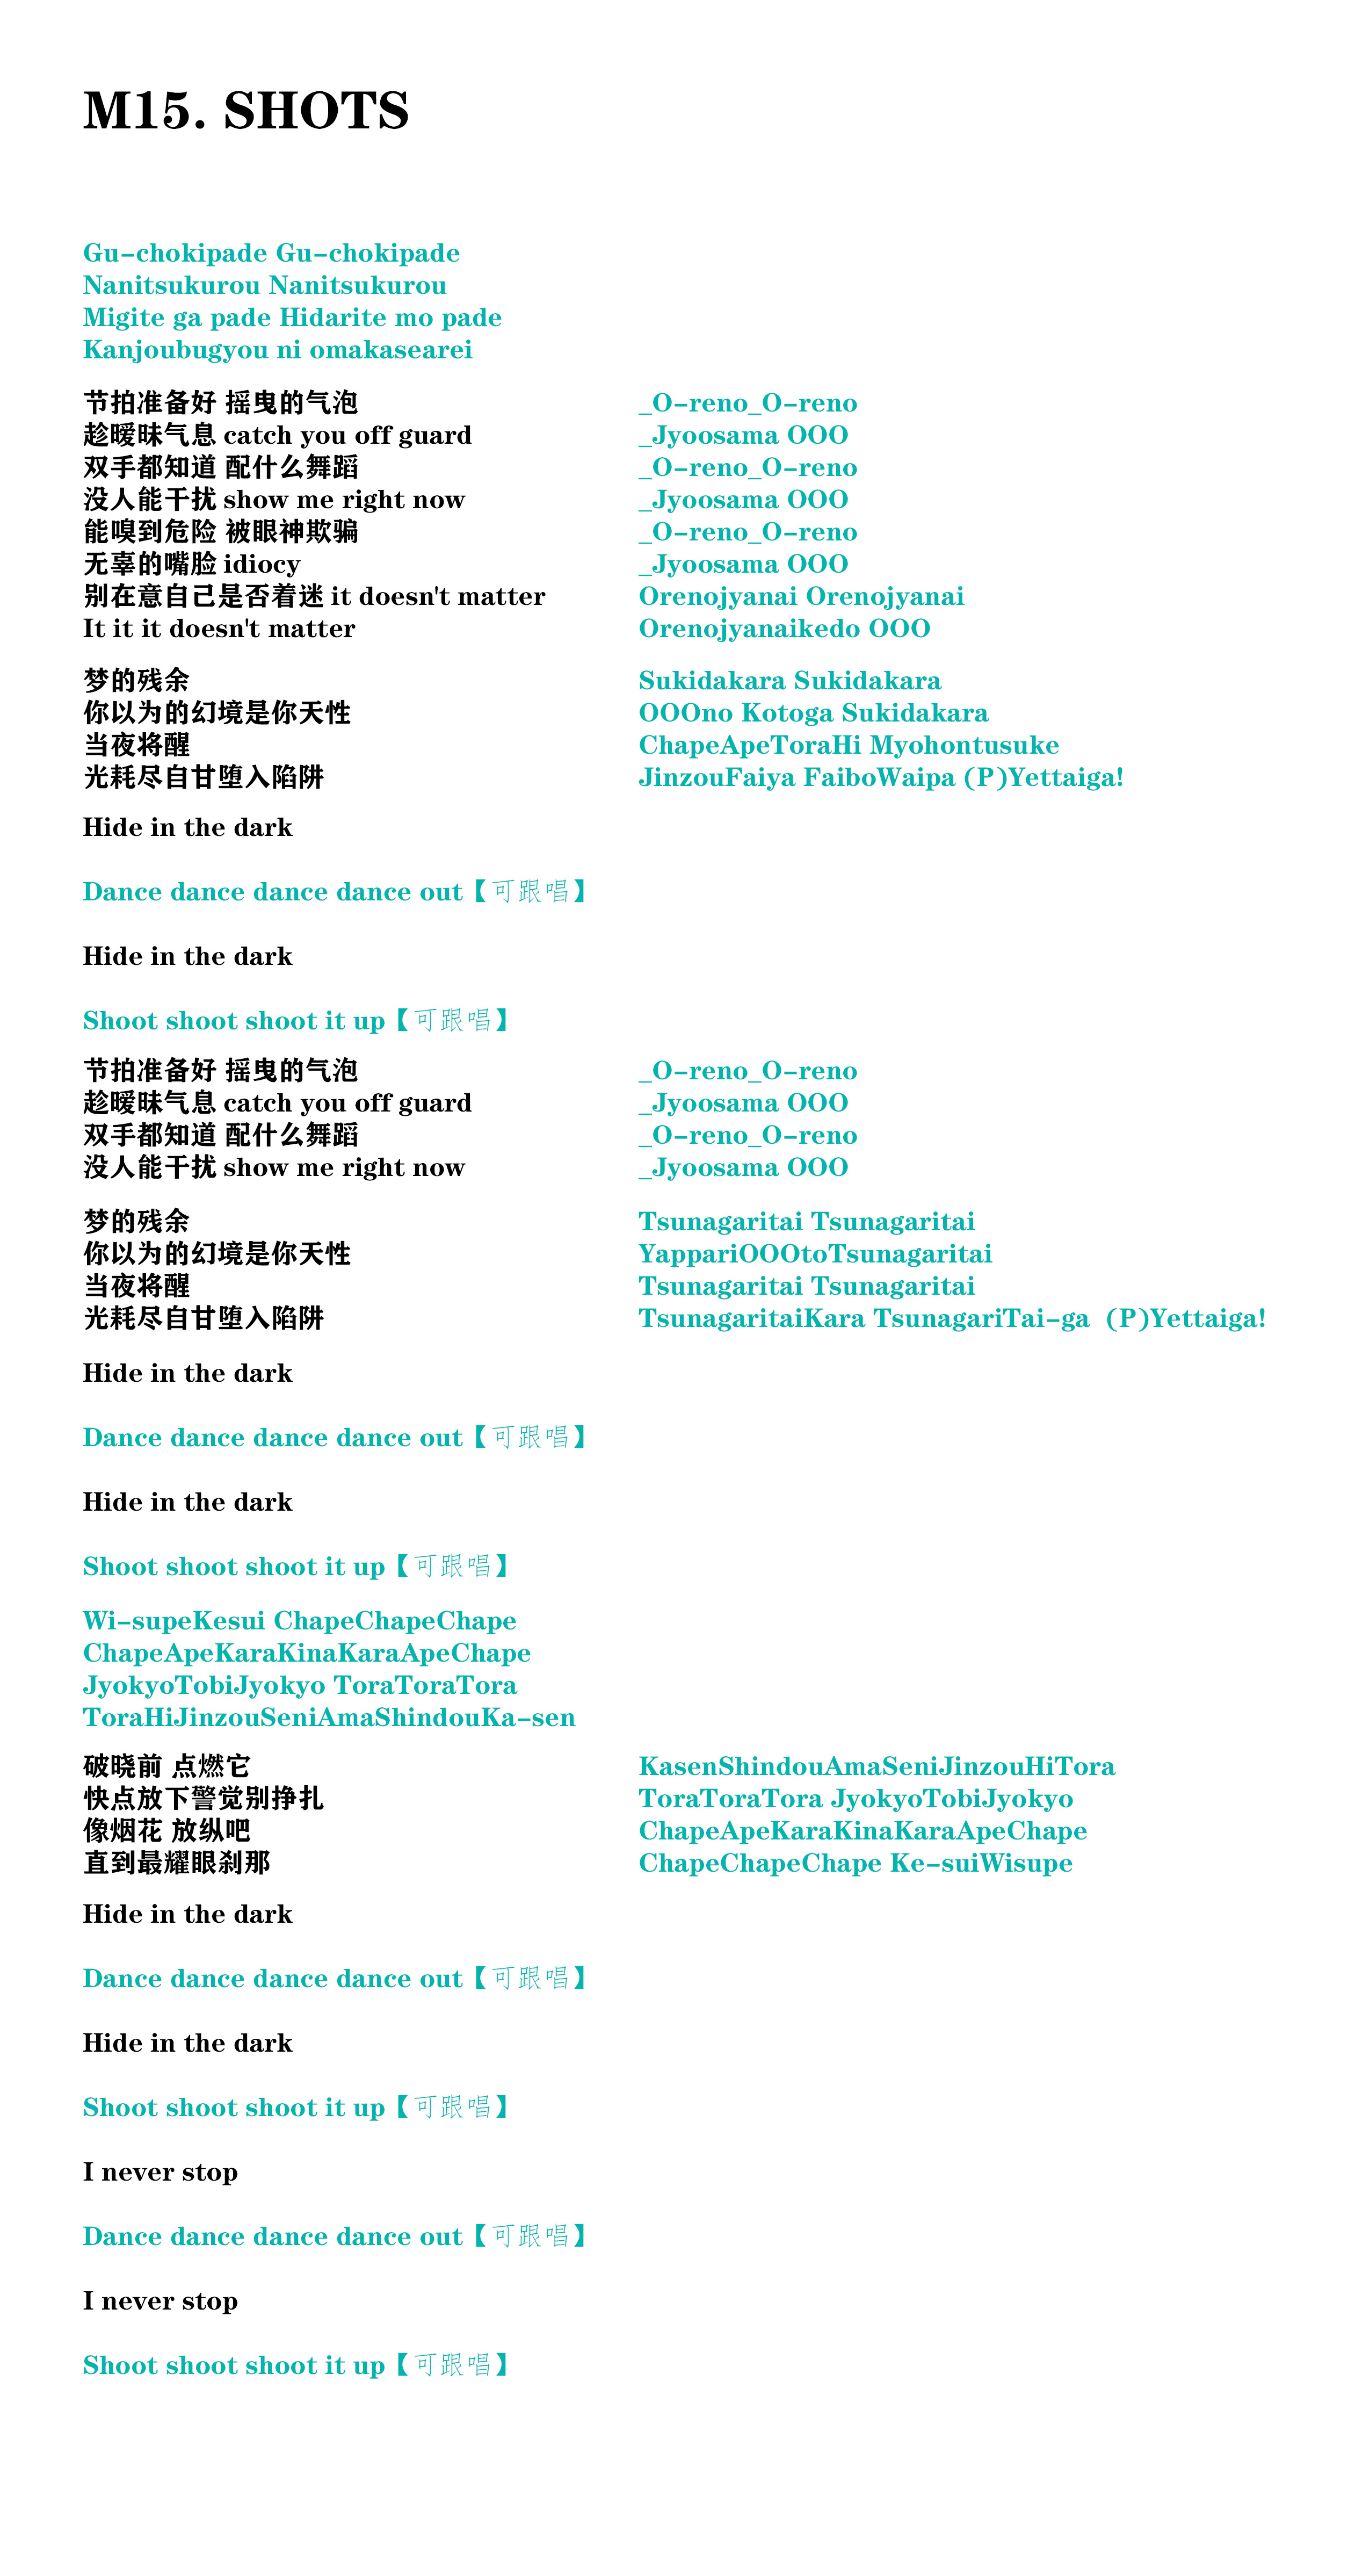 M15. SHOTS
Gu-chokipade Gu-chokipade
Nanitsukurou Nanitsukurou
Migite ga pade Hidarite mo pade
Kanjoubugyou ni omakasearei
节拍准备好 摇曳的气泡 _O-reno_O-reno
趁暧昧气息 catch you off guard _Jyoosama OOO
双手都知道 配什么舞蹈 _O-reno_O-reno
没人能干扰 show me right now _Jyoosama OOO
能嗅到危险 被眼神欺骗 _O-reno_O-reno
无辜的嘴脸 idiocy _Jyoosama OOO
别在意自己是否着迷 it doesn't matter Orenojyanai Orenojyanai
It it it doesn't matter Orenojyanaikedo OOO
梦的残余 Sukidakara Sukidakara
你以为的幻境是你天性 OOOno Kotoga Sukidakara
当夜将醒 ChapeApeToraHi Myohontusuke
光耗尽自甘堕入陷阱 JinzouFaiya FaiboWaipa (P)Yettaiga!
Hide in the dark
Dance dance dance dance out【可跟唱】
Hide in the dark
Shoot shoot shoot it up【可跟唱】
节拍准备好 摇曳的气泡 _O-reno_O-reno
趁暧昧气息 catch you off guard _Jyoosama OOO
双手都知道 配什么舞蹈 _O-reno_O-reno
没人能干扰 show me right now _Jyoosama OOO
梦的残余 Tsunagaritai Tsunagaritai
你以为的幻境是你天性 YappariOOOtoTsunagaritai
当夜将醒 Tsunagaritai Tsunagaritai
光耗尽自甘堕入陷阱 TsunagaritaiKara TsunagariTai-ga (P)Yettaiga!
Hide in the dark
Dance dance dance dance out【可跟唱】
Hide in the dark
Shoot shoot shoot it up【可跟唱】
Wi-supeKesui ChapeChapeChape
ChapeApeKaraKinaKaraApeChape
JyokyoTobiJyokyo ToraToraTora
ToraHiJinzouSeniAmaShindouKa-sen
破晓前 点燃它 KasenShindouAmaSeniJinzouHiTora
快点放下警觉别挣扎 ToraToraTora JyokyoTobiJyokyo
像烟花 放纵吧 ChapeApeKaraKinaKaraApeChape
直到最耀眼刹那 ChapeChapeChape Ke-suiWisupe
Hide in the dark
Dance dance dance dance out【可跟唱】
Hide in the dark
Shoot shoot shoot it up【可跟唱】
I never stop
Dance dance dance dance out【可跟唱】
I never stop
Shoot shoot shoot it up【可跟唱】